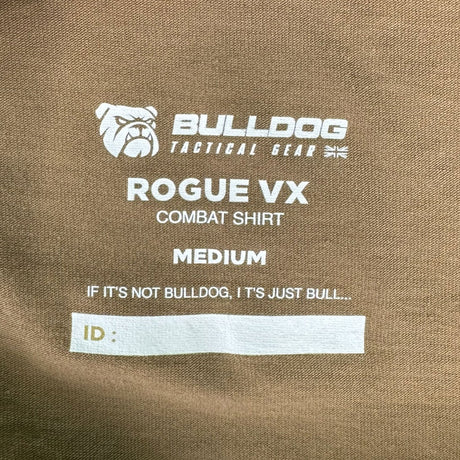 BULLDOG
TACTICAL GEAR
ROGUE VX
COMBAT SHIRT
MEDIUM
IF IT'S NOT BULLDOG, I T'S JUST BULL...
ID :